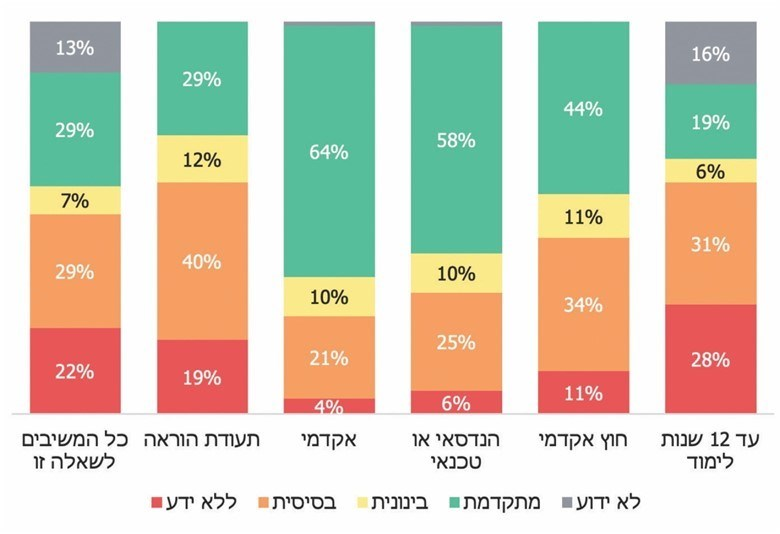 13%
29%
7%
29%
22%
29%
12%
40%
19%
64%
10%
21%
4%
58%
10%
25%
6%
44%
11%
34%
11%
16%
19%
6%
31%
28%
כל המשיבים
לשאלה זו
תעודת הוראה
אקדמי
הנדסאי או
טכנאי
חוץ אקדמי
עד 12 שנות
לימוד
ללא ידע
בסיסית
בינונית
מתקדמת
לא ידוע